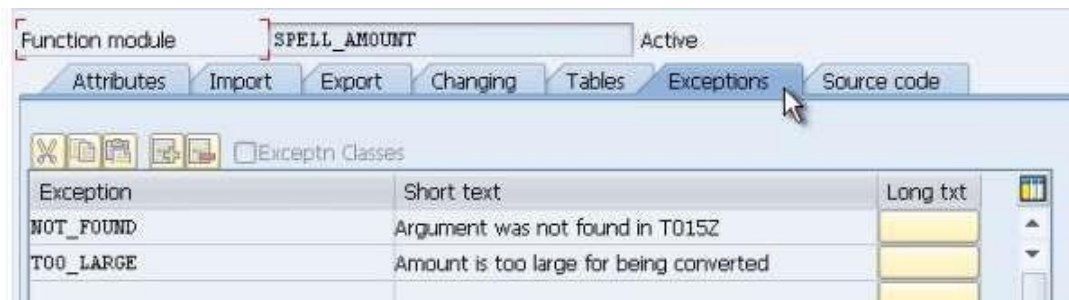 Function module SPELL_AMOUNT Active
Attributes Import Export Changing Tables Exceptions Source code
Exceptn Classes
Exception Short text Long txt
NOT_FOUND Argument was not found in T015Z
TOO_LARGE Amount is too large for being converted